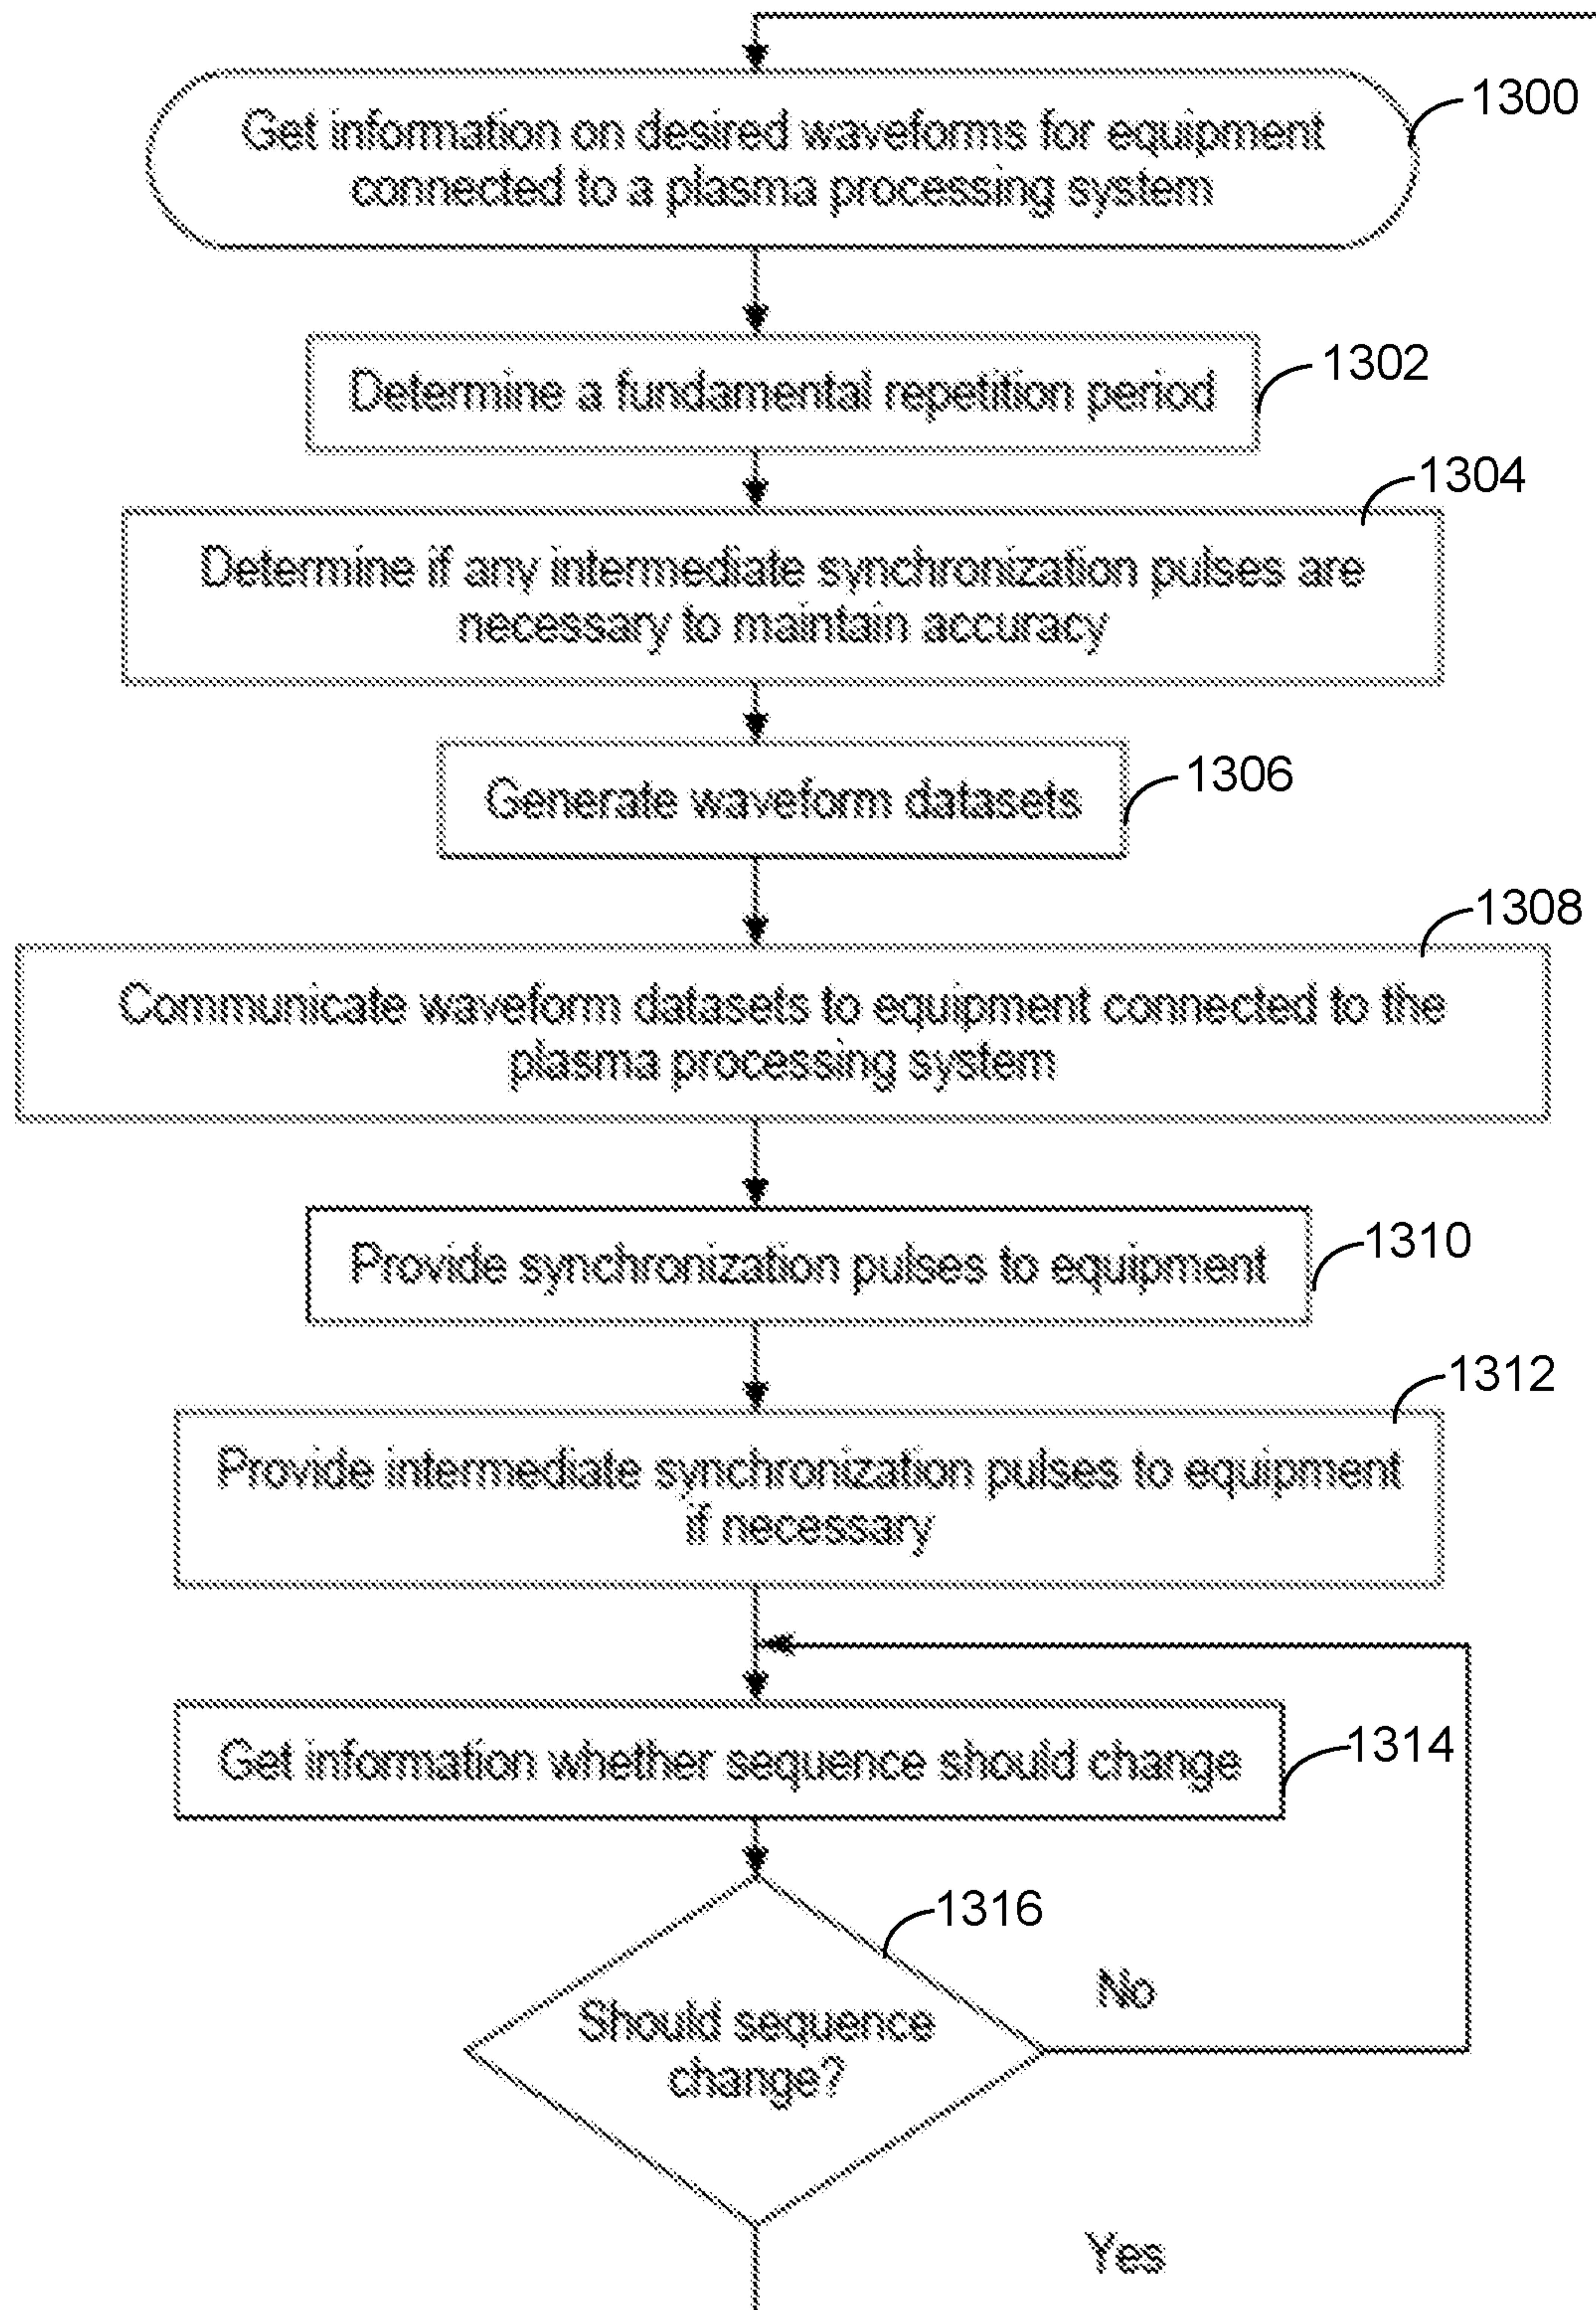 1300
Get information on desired waveforms for equipment
connected to a plasma processing system
1302
Determine a fundamental repetition period
1304
Determine if any intermediate synchronization pulses are
necessary to maintain accuracy
1306
Generate waveform datasets
1308
Communicate waveform datasets to equipment connected to the
plasma processing system
1310
Provide synchronization pulses to equipment
1312
Provide intermediate synchronization pulses to equipment
if necessary
1314
Get information whether sequence should change
1316
No
Should sequence
change?
Yes